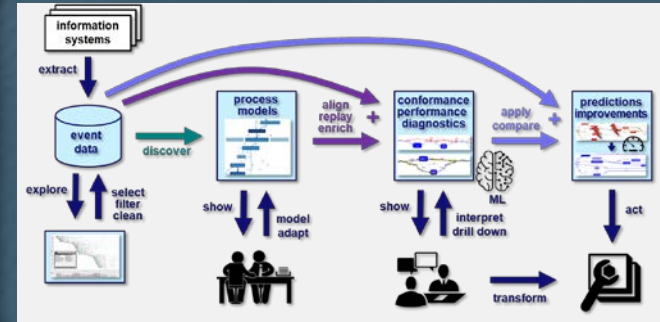 information
systems
extract
event
data
explore
select
filter
clean
discover
process
models
show
model
adapt
align
replay
enrich
+
conformance
performance
diagnostics
ML
show
interpret
drill down
apply
compare
+
predictions
improvements
act
transform